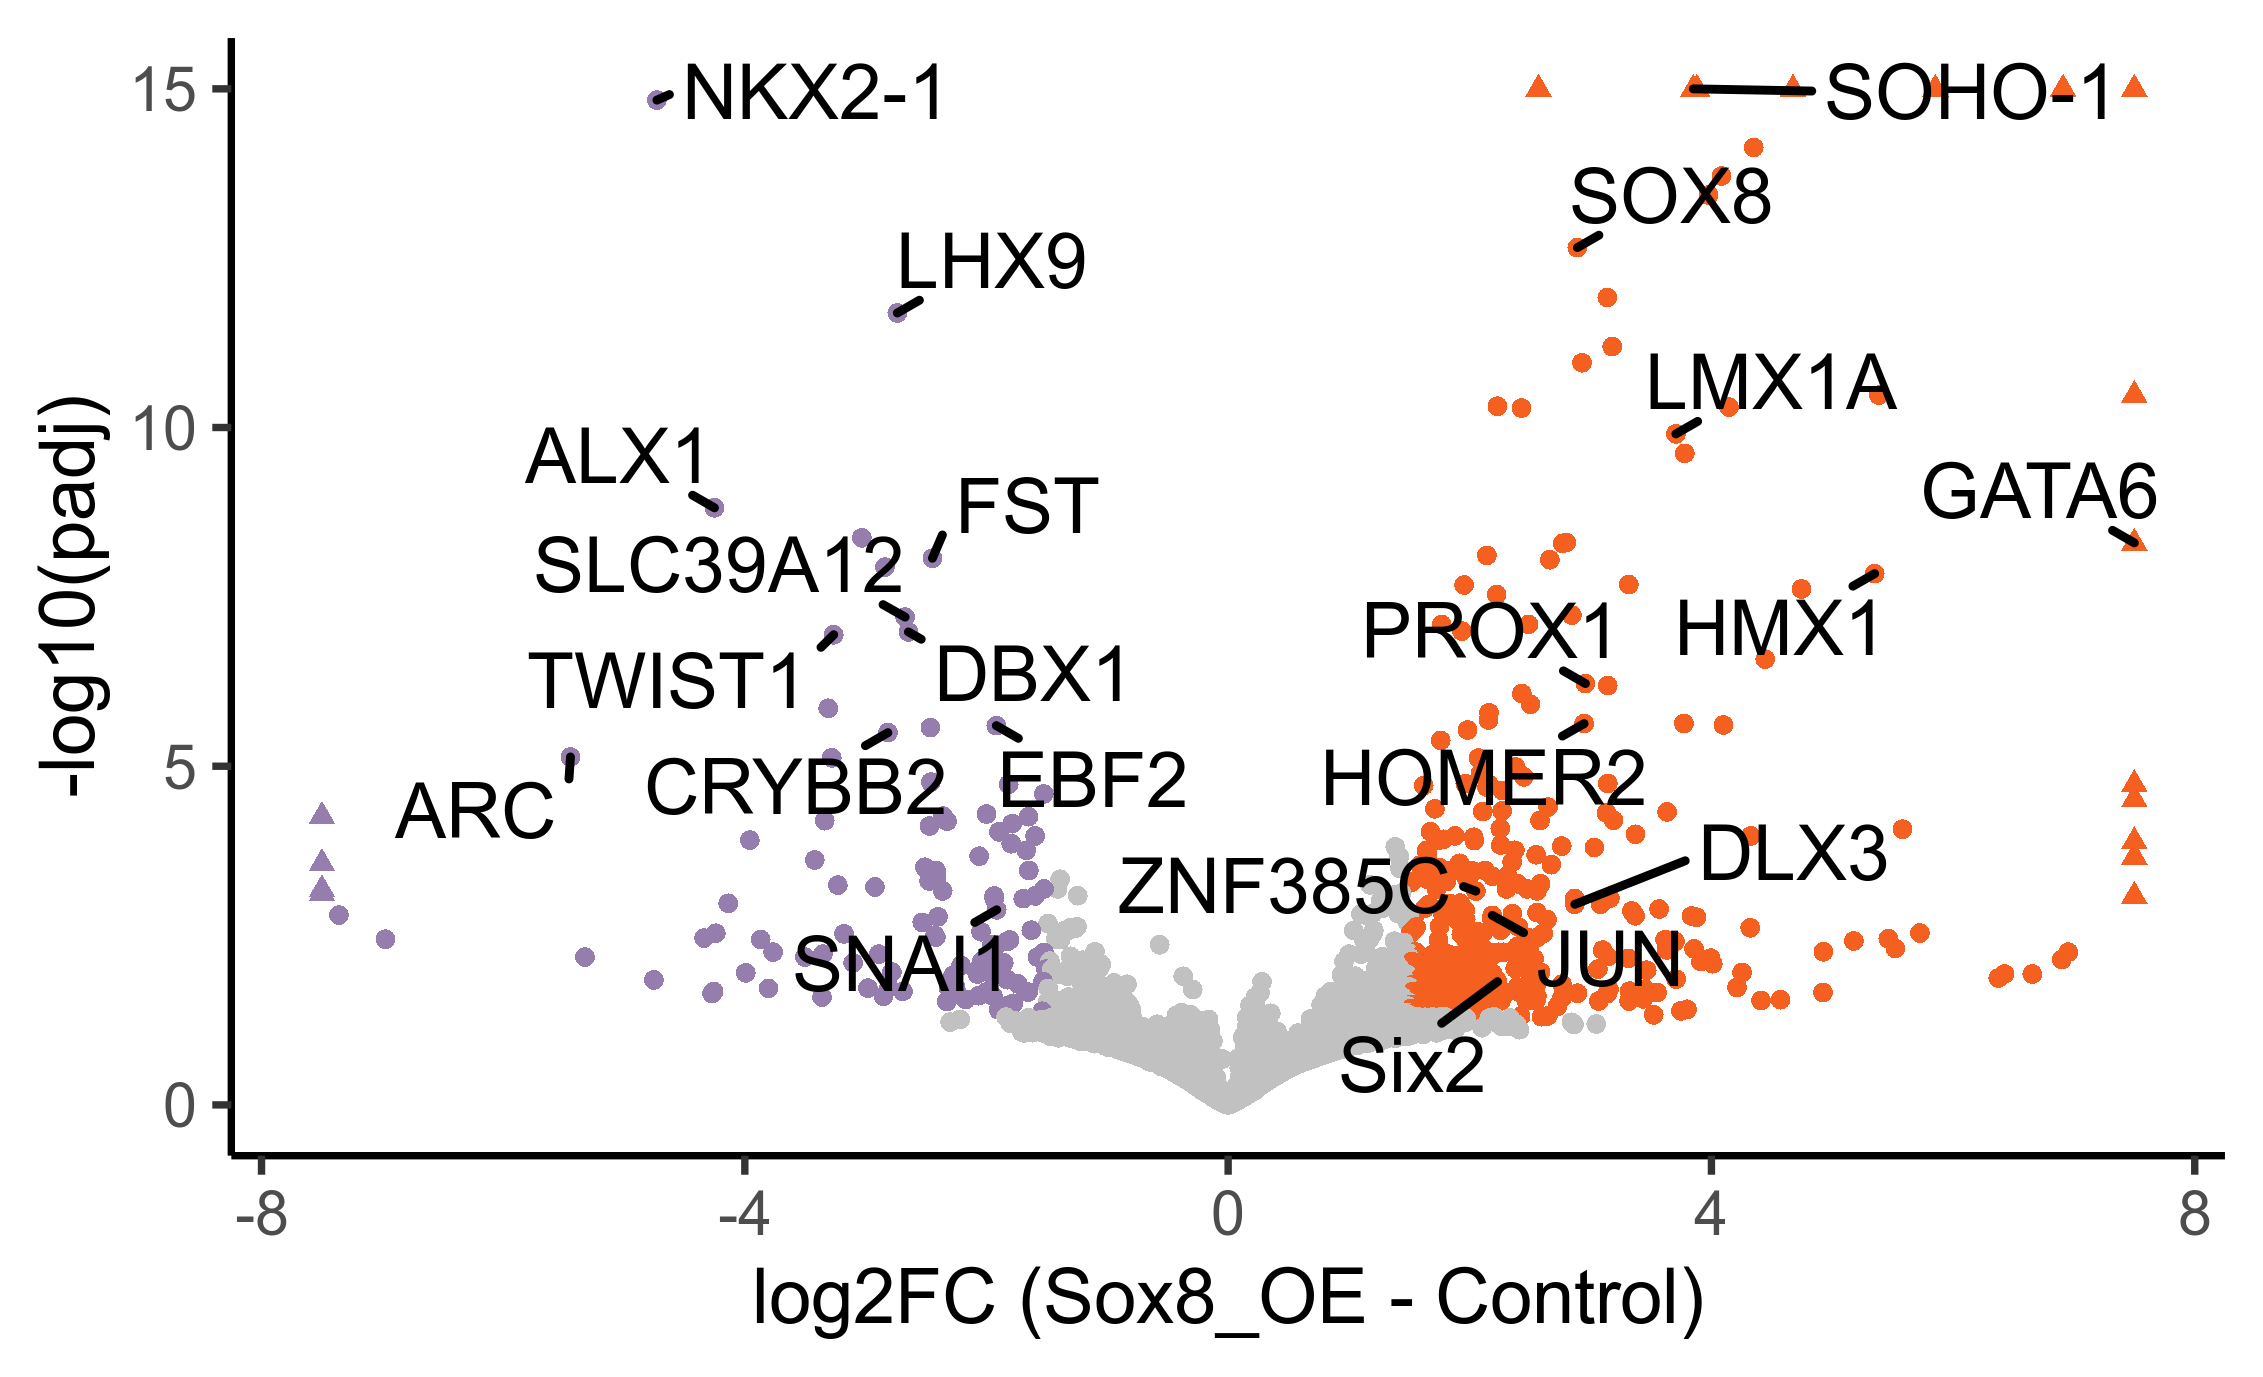 NKX2-1
SOHO-1
SOX8
LHX9
LMX1A
ALX1
FST
GATA6
SLC39A12
PROX1
HMX1
TWIST1
DBX1
CRYBB2
EBF2
HOMER2
ARC
DLX3
ZNF385C
SNAI1
JUN
Six2
15
10
5
0
-log10(padj)
-8
-4
0
4
8
log2FC (Sox8_OE - Control)